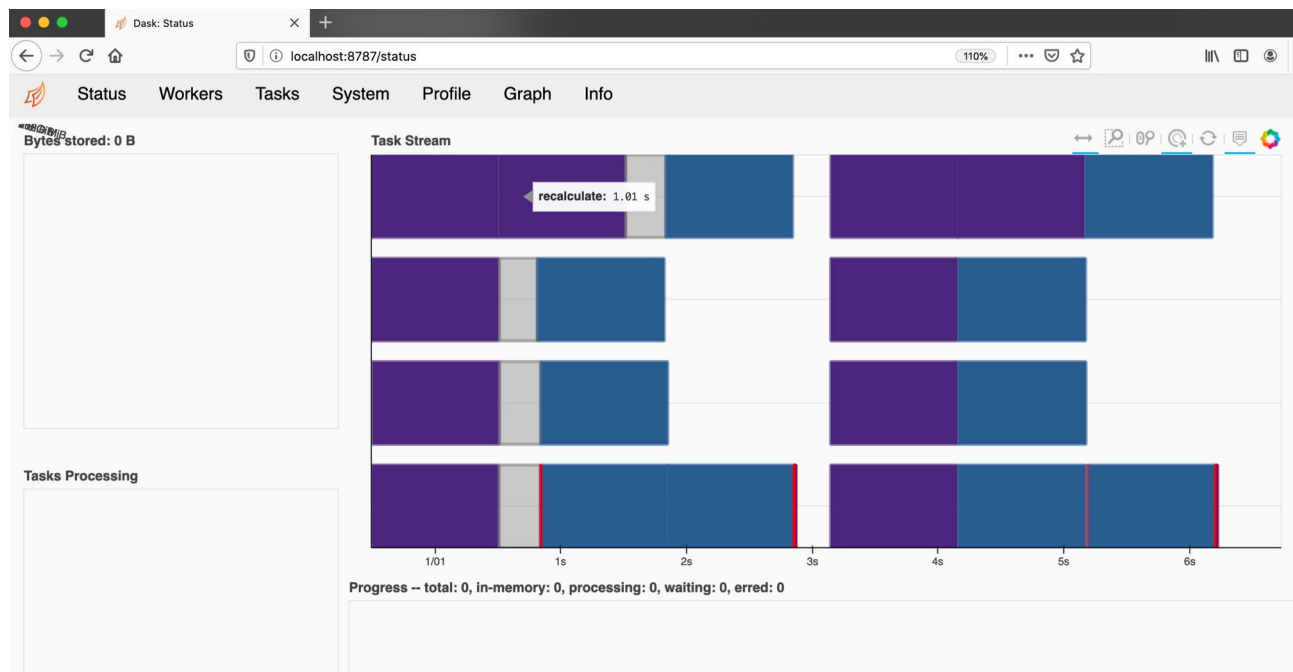 Dask: Status
localhost:8787/status
110%
Status Workers Tasks System Profile Graph Info
Bytes stored: 0 B
Task Stream
recalculate: 1.01 s
Tasks Processing
1/01 1s 2s 3s 4s 5s 6s
Progress -- total: 0, in-memory: 0, processing: 0, waiting: 0, erred: 0